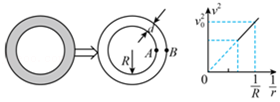 d
A B
R
v²
v₀²
0 1/R 1/r